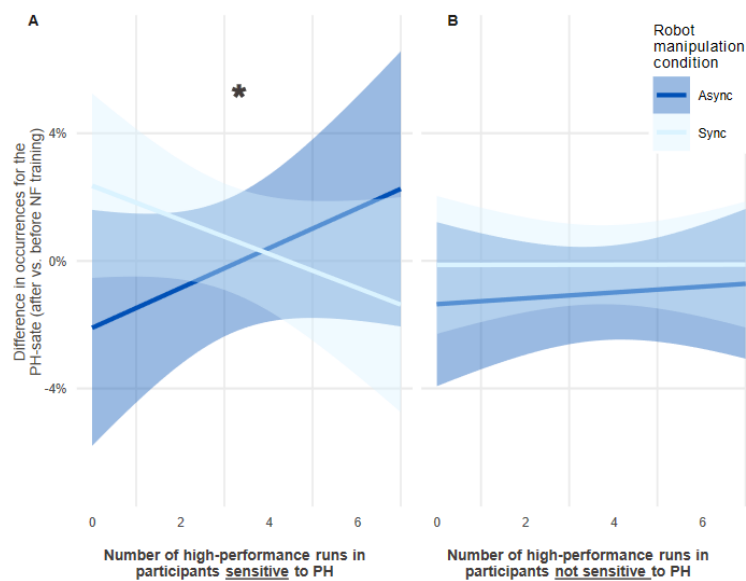 A
B
Robot
manipulation
condition
Async
Sync
Difference in occurrences for the
PH-sate (after vs. before NF training)
4%
0%
-4%
0 2 4 6
0 2 4 6
*
Number of high-performance runs in
participants sensitive to PH
Number of high-performance runs in
participants not sensitive to PH